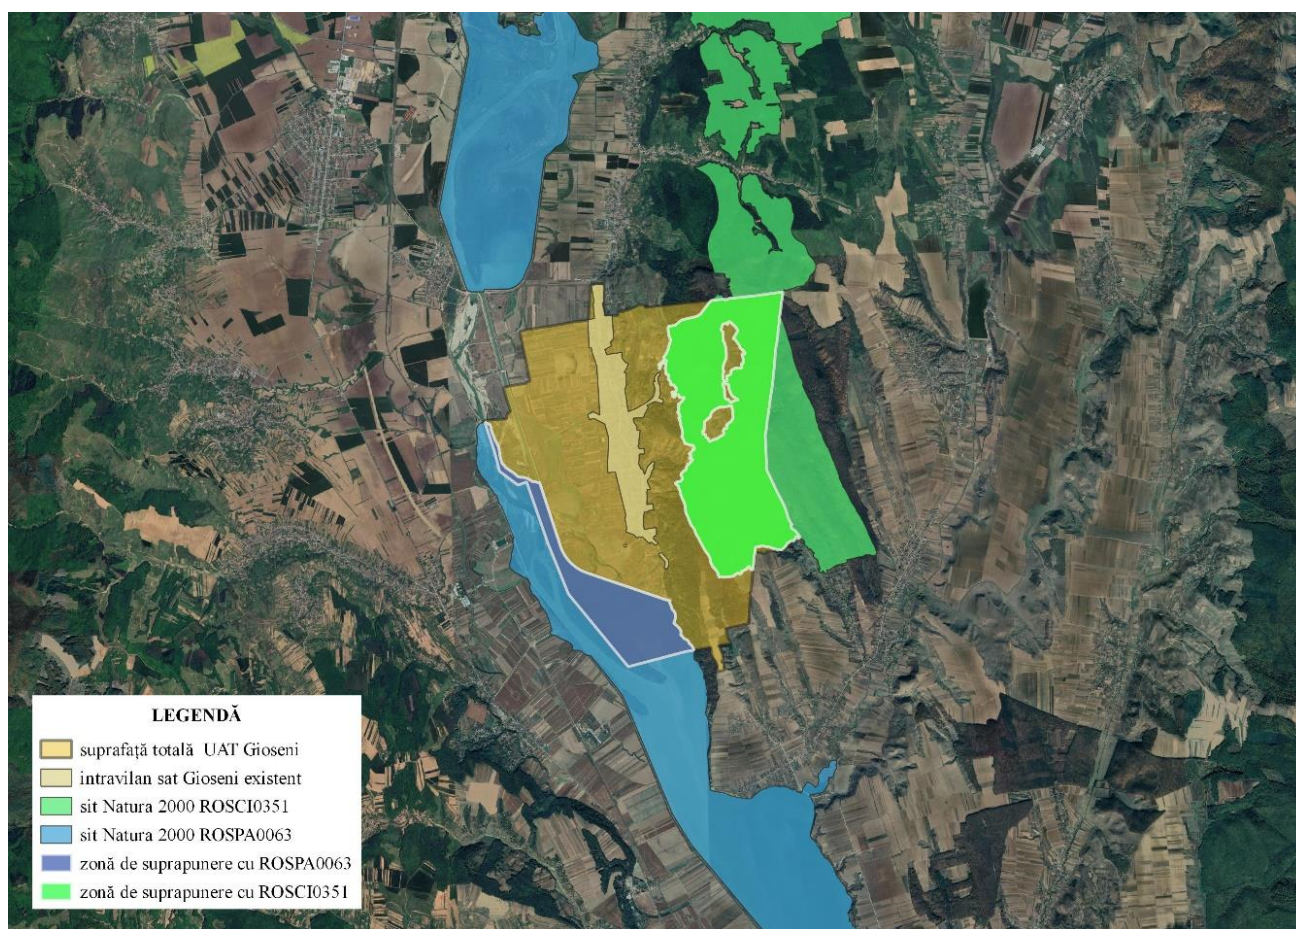 LEGENDĂ
suprafață totală UAT Gioseni
intravilan sat Gioseni existent
sit Natura 2000 ROSCI0351
sit Natura 2000 ROSPA0063
zonă de suprapunere cu ROSPA0063
zonă de suprapunere cu ROSCI0351